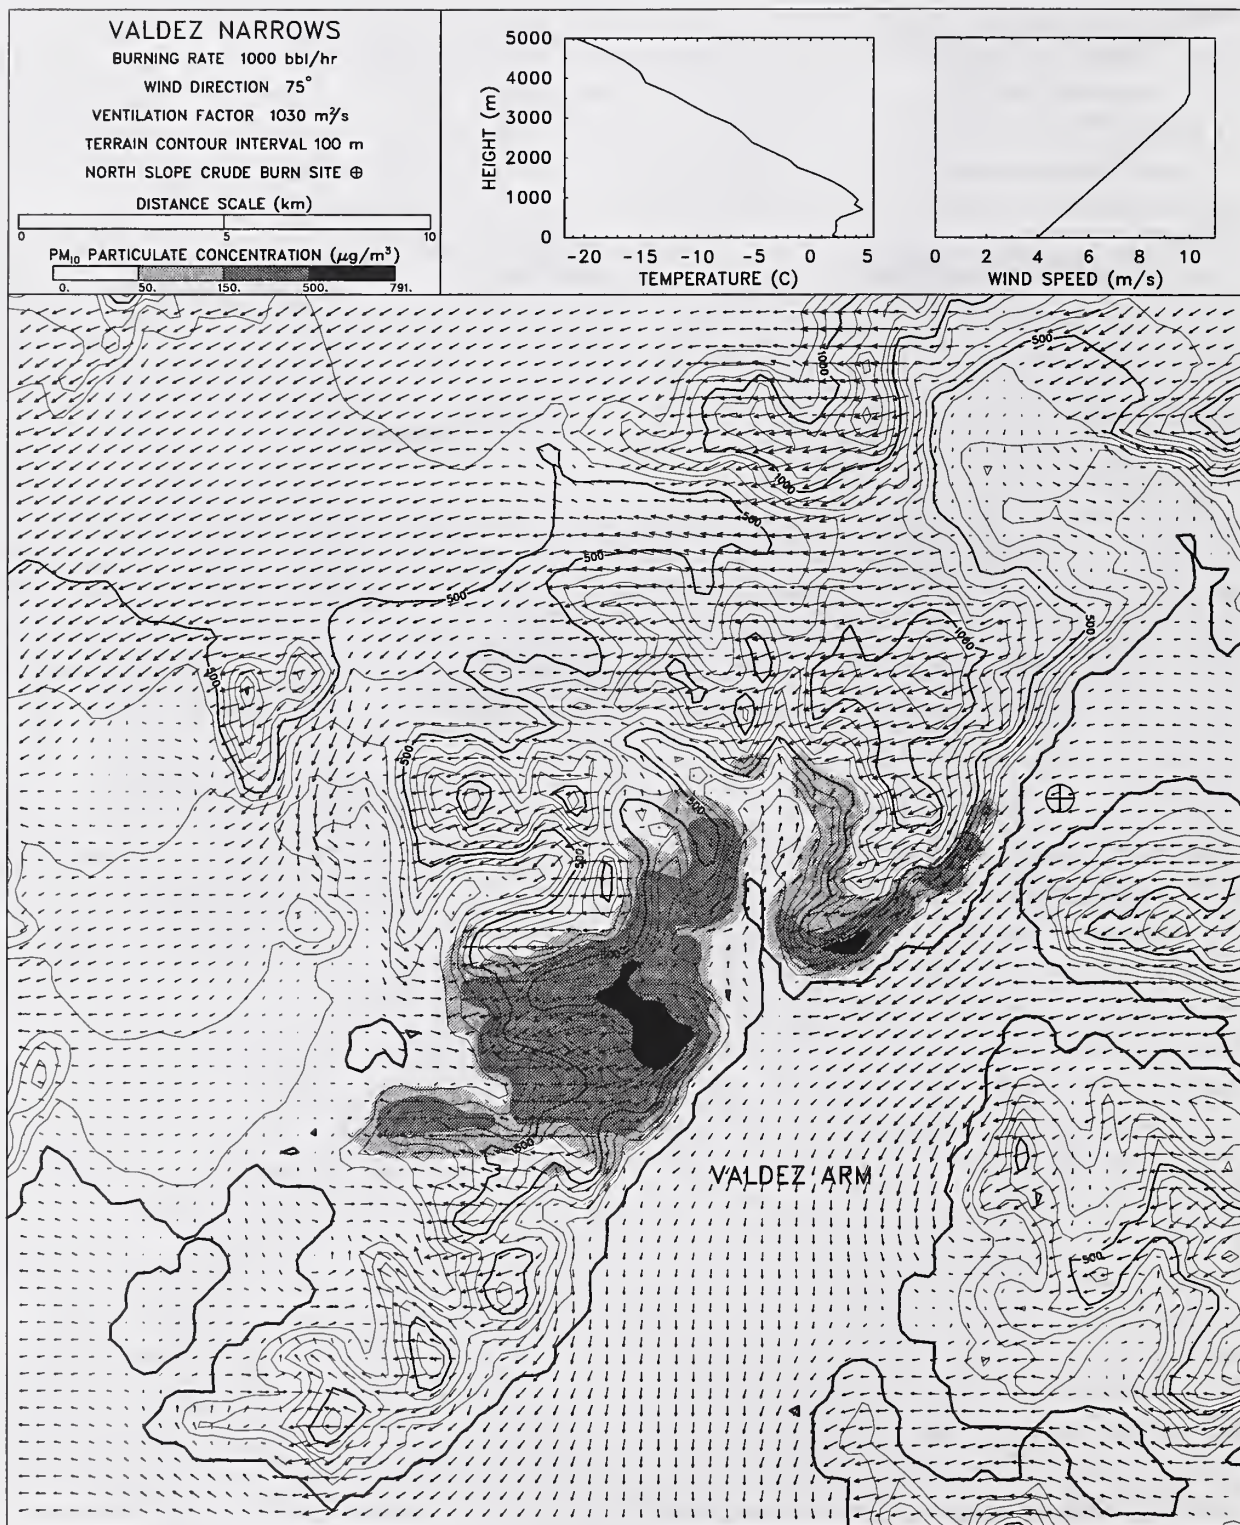 VALDEZ NARROWS
BURNING RATE 1000 bbl/hr
WIND DIRECTION 75°
VENTILATION FACTOR 1030 m²/s
TERRAIN CONTOUR INTERVAL 100 m
NORTH SLOPE CRUDE BURN SITE ⊕
DISTANCE SCALE (km)
0 5 10
PM₁₀ PARTICULATE CONCENTRATION (μg/m³)
0. 50. 150. 500. 791.
HEIGHT (m)
5000
4000
3000
2000
1000
0
-20 -15 -10 -5 0 5
TEMPERATURE (C)
0 2 4 6 8 10
WIND SPEED (m/s)
500
1000
1000
500
500
500
500
1000
500
500
500
500
500
500
VALDEZ ARM
500